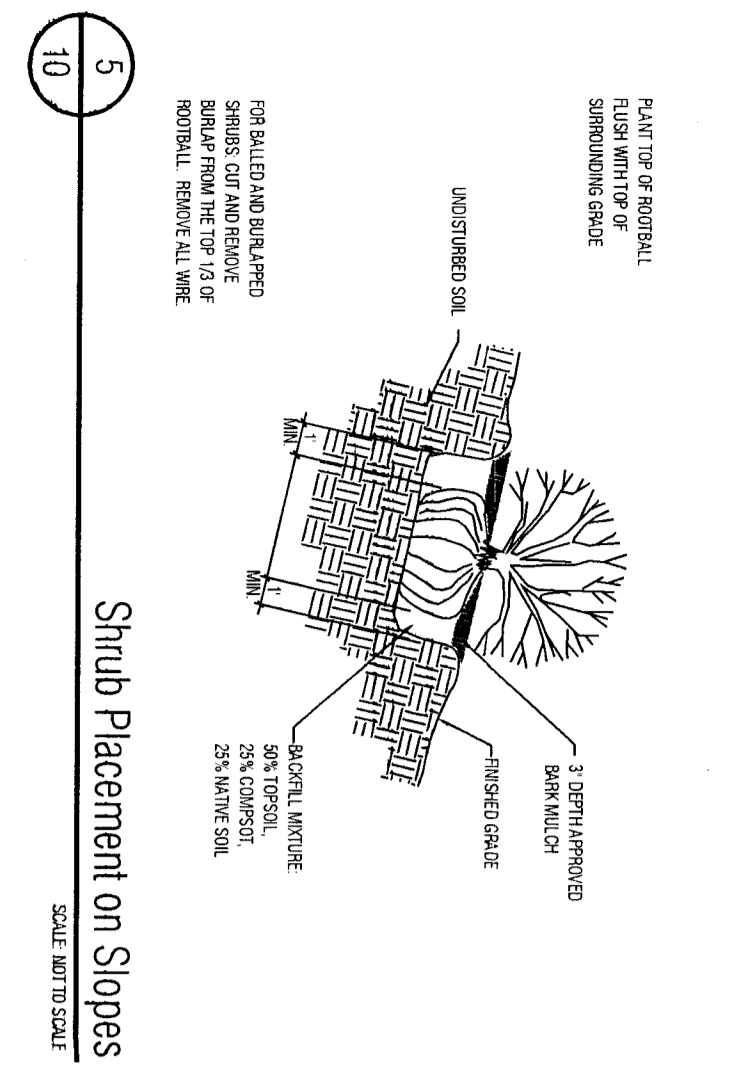 PLANT TOP OF ROOTBALL
FLUSH WITH TOP OF
SURROUNDING GRADE
UNDISTURBED SOIL
FOR BALLED AND BURLAPPED
SHRUBS: CUT AND REMOVE
BURLAP FROM THE TOP 1/3 OF
ROOTBALL. REMOVE ALL WIRE.
1'
MIN.
1'
MIN.
3" DEPTH APPROVED
BARK MULCH
FINISHED GRADE
BACKFILL MIXTURE:
50% TOPSOIL,
25% COMPSOT,
25% NATIVE SOIL
5
10
Shrub Placement on Slopes
SCALE: NOT TO SCALE